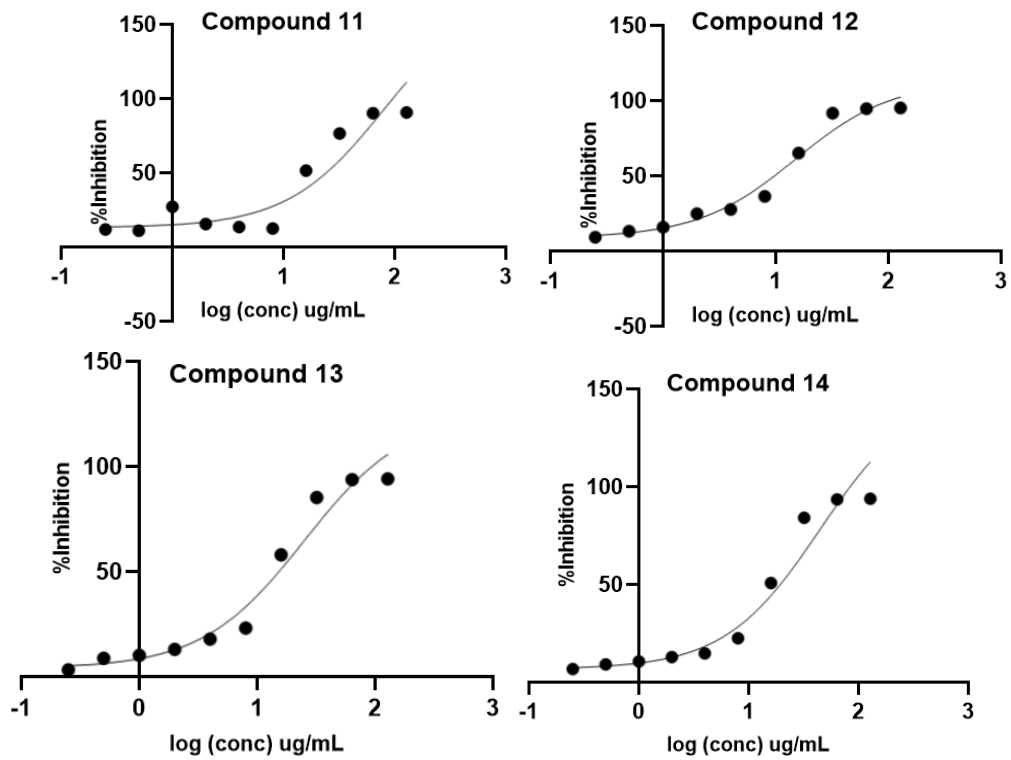 Compound 11
150
100
50
-50
%Inhibition
-1
1
2
3
log (conc) ug/mL
Compound 12
150
100
50
-50
%Inhibition
-1
1
2
3
log (conc) ug/mL
Compound 13
150
100
50
%Inhibition
-1
0
1
2
3
log (conc) ug/mL
Compound 14
150
100
50
%Inhibition
-1
0
1
2
3
log (conc) ug/mL